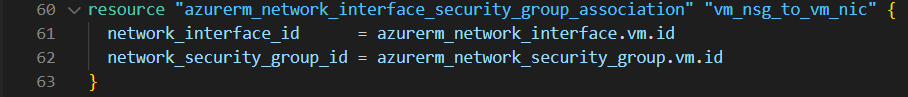 60 resource "azurerm_network_interface_security_group_association" "vm_nsg_to_vm_nic" {
61   network_interface_id      = azurerm_network_interface.vm.id
62   network_security_group_id = azurerm_network_security_group.vm.id
63 }